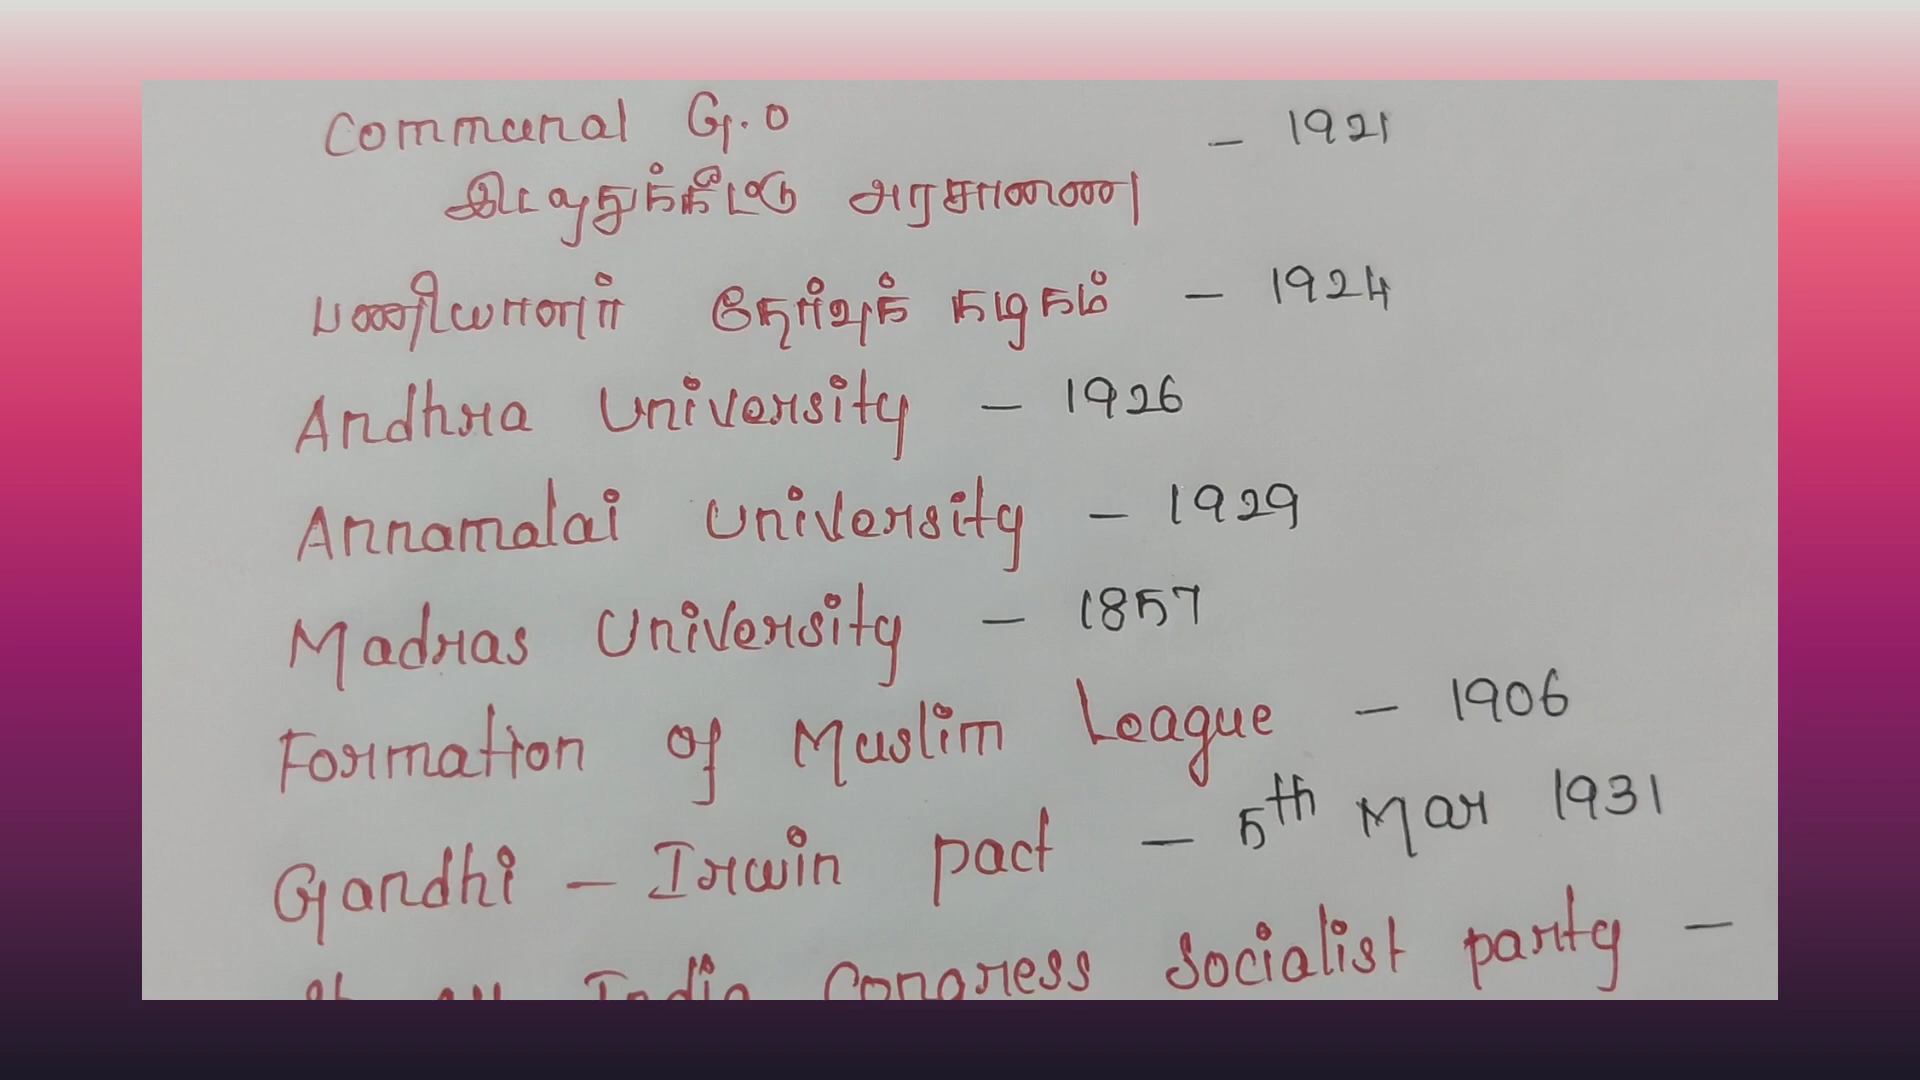 Communal G.O - 1921
இடஒதுக்கீட்டு அரசாணை
பணியாளர் தேர்வுக் கழகம் - 1924
Andhra University - 1926
Annamalai University - 1929
Madras University - 1857
Formation of Muslim League - 1906
Gandhi - Irwin pact - 5th Mar 1931
India Congress Socialist party -